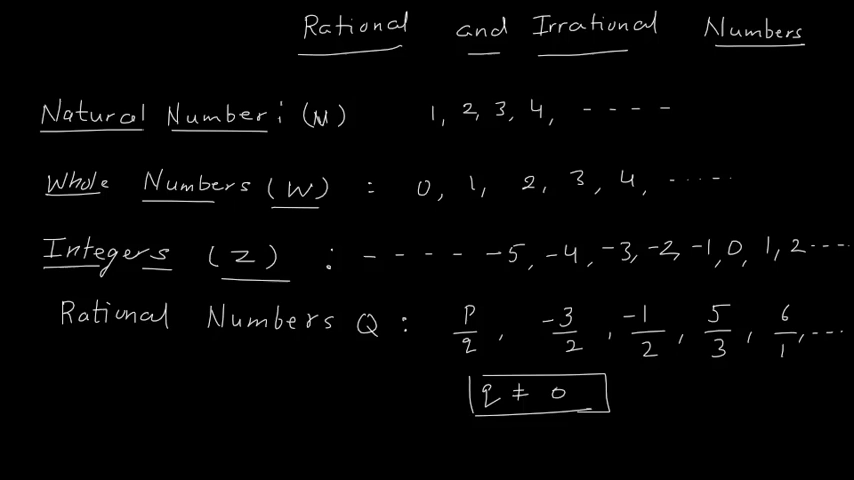 Rational and Irrational Numbers
Natural Number: (N) 1, 2, 3, 4, - - - -
Whole Numbers (W) : 0, 1, 2, 3, 4, ------
Integers (Z) : - - - - -5, -4, -3, -2, -1, 0, 1, 2 ----
Rational Numbers Q : p/q, -3/2, -1/2, 5/3, 6/1, ---
q ≠ 0